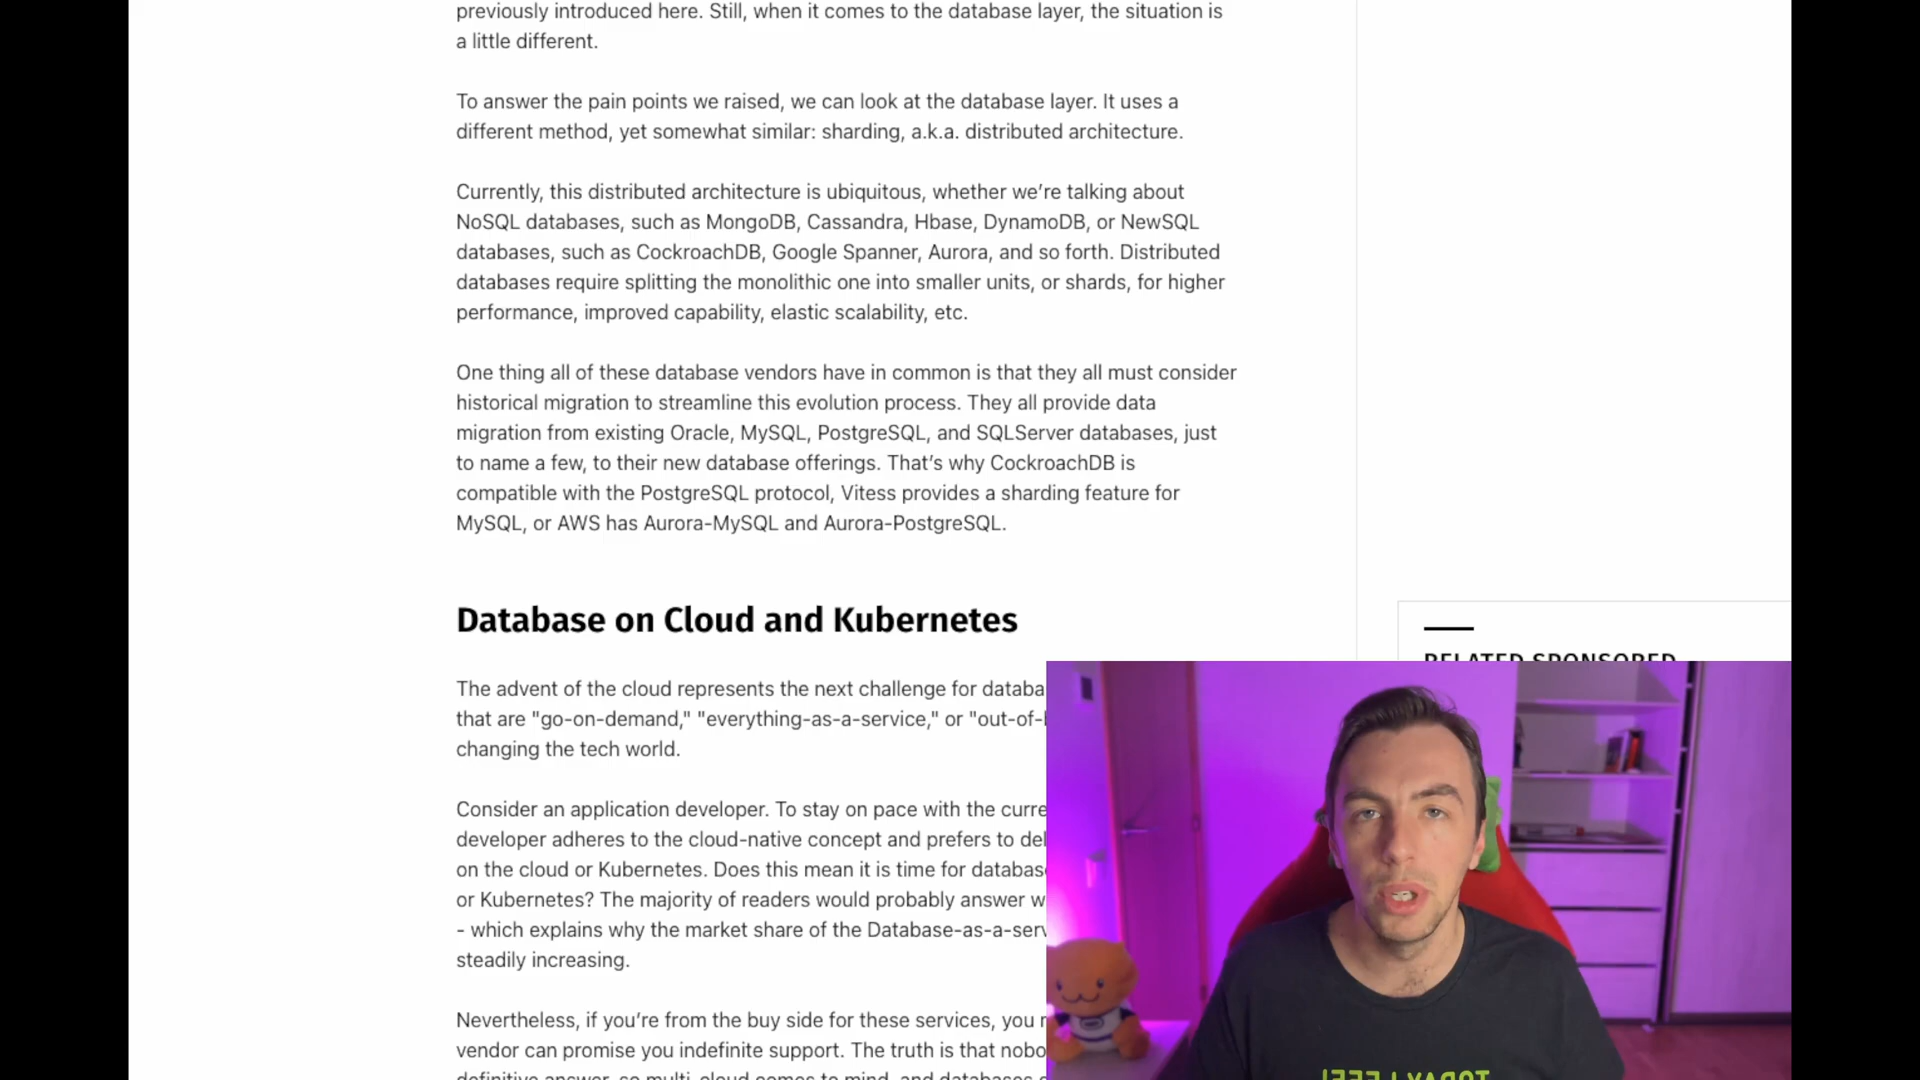 previously introduced here. Still, when it comes to the database layer, the situation is
a little different.
To answer the pain points we raised, we can look at the database layer. It uses a
different method, yet somewhat similar: sharding, a.k.a. distributed architecture.
Currently, this distributed architecture is ubiquitous, whether we’re talking about
NoSQL databases, such as MongoDB, Cassandra, Hbase, DynamoDB, or NewSQL
databases, such as CockroachDB, Google Spanner, Aurora, and so forth. Distributed
databases require splitting the monolithic one into smaller units, or shards, for higher
performance, improved capability, elastic scalability, etc.
One thing all of these database vendors have in common is that they all must consider
historical migration to streamline this evolution process. They all provide data
migration from existing Oracle, MySQL, PostgreSQL, and SQLServer databases, just
to name a few, to their new database offerings. That’s why CockroachDB is
compatible with the PostgreSQL protocol, Vitess provides a sharding feature for
MySQL, or AWS has Aurora-MySQL and Aurora-PostgreSQL.
Database on Cloud and Kubernetes
The advent of the cloud represents the next challenge for databa
that are "go-on-demand," "everything-as-a-service," or "out-of-
changing the tech world.
Consider an application developer. To stay on pace with the curre
developer adheres to the cloud-native concept and prefers to del
on the cloud or Kubernetes. Does this mean it is time for database
or Kubernetes? The majority of readers would probably answer w
- which explains why the market share of the Database-as-a-serv
steadily increasing.
Nevertheless, if you’re from the buy side for these services, you
vendor can promise you indefinite support. The truth is that nobo
definitive answer, so multi-cloud comes to mind, and databases
RELATED SPONSORED
TODAY I FEEL